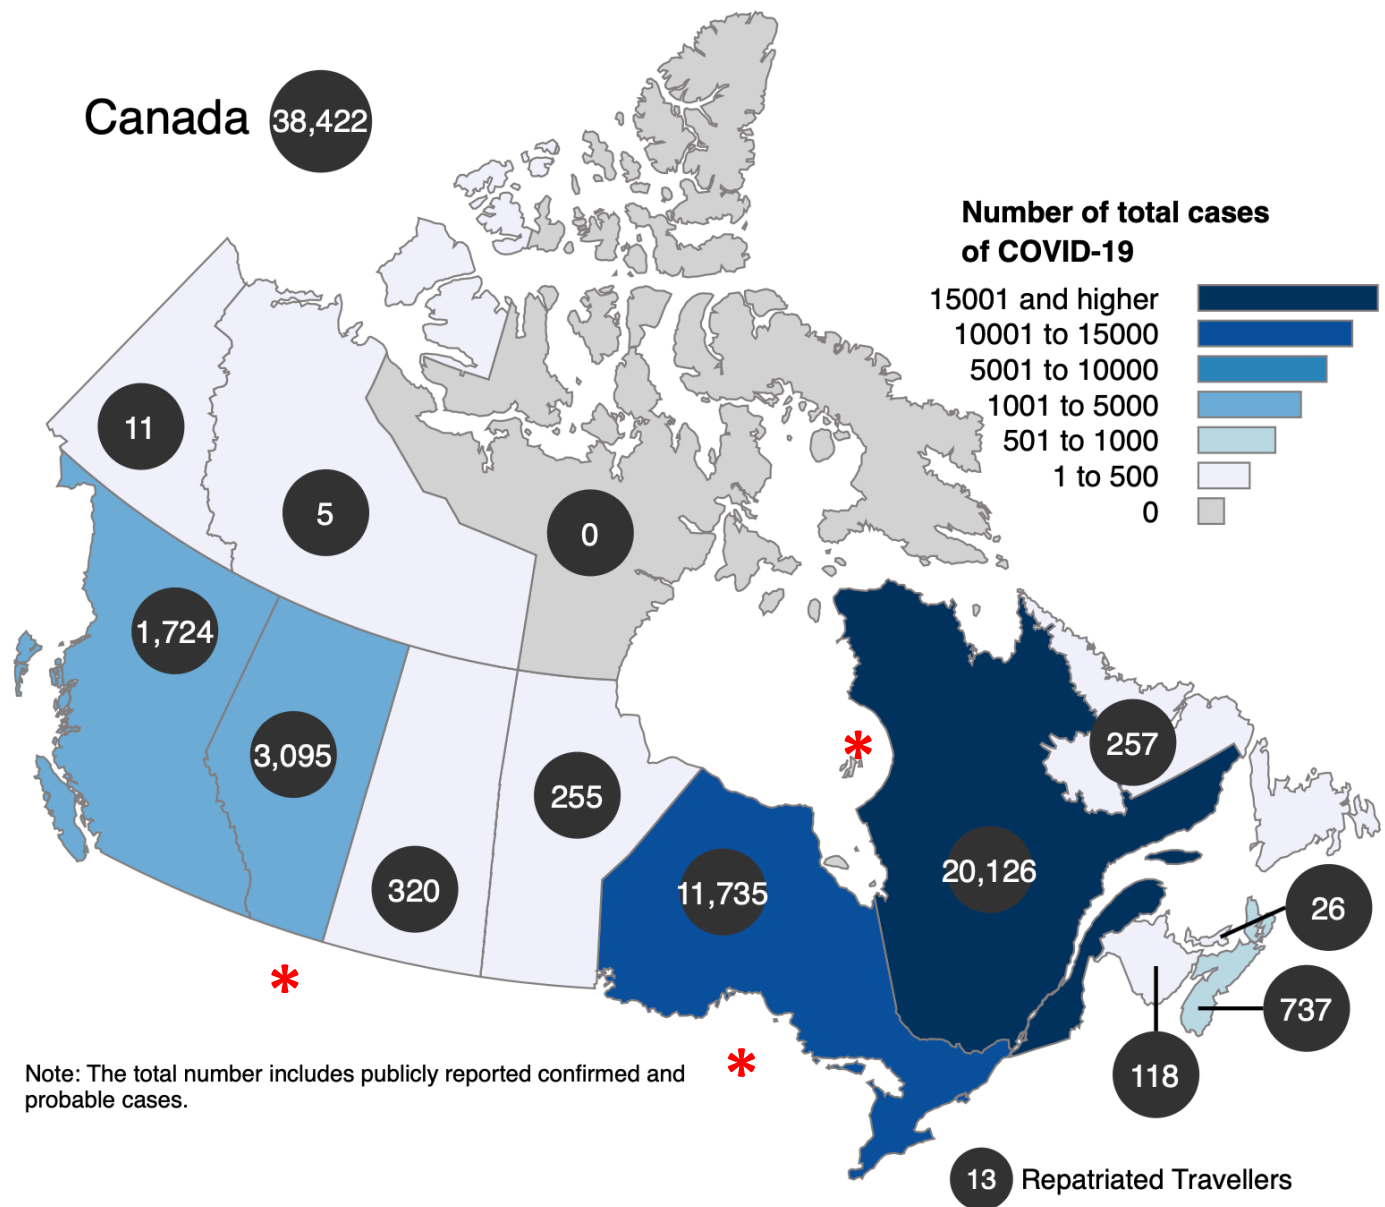 Canada 38,422
Number of total cases
of COVID-19
15001 and higher
10001 to 15000
5001 to 10000
1001 to 5000
501 to 1000
1 to 500
0
11
5
0
1,724
3,095
320
255
11,735
*
20,126
257
26
737
118
*
*
Note: The total number includes publicly reported confirmed and
probable cases.
13 Repatriated Travellers